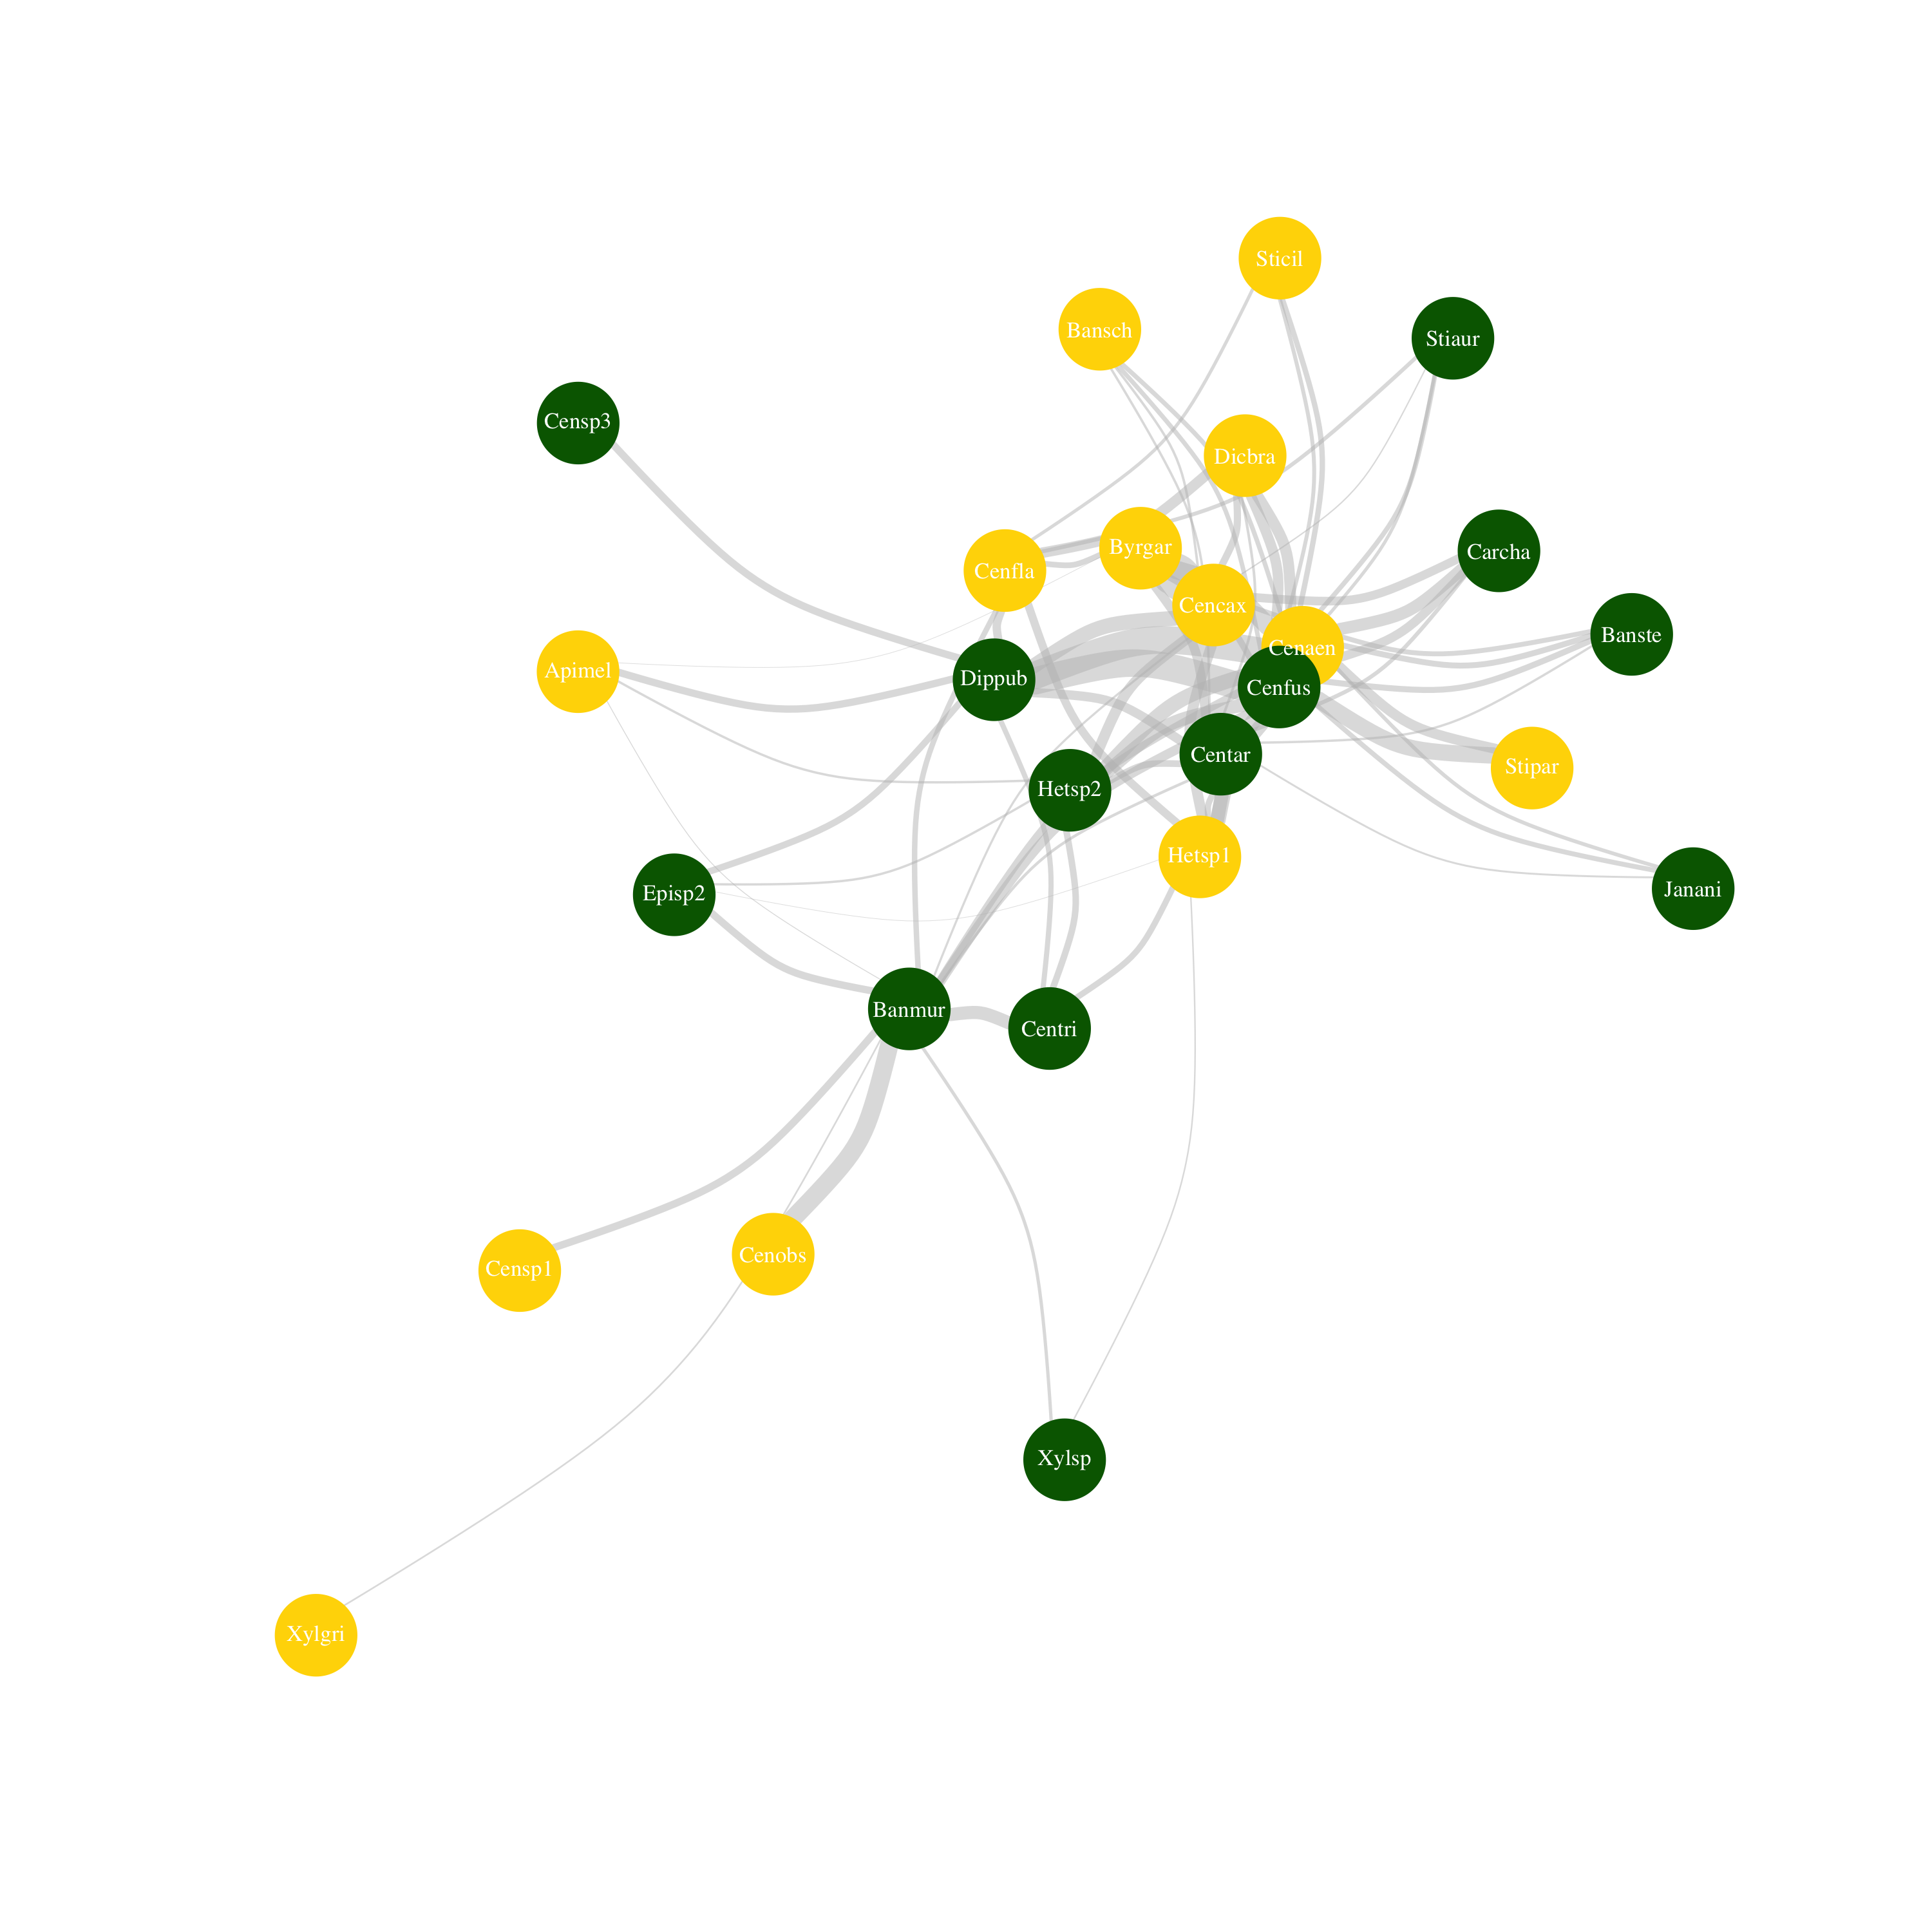 Sticil
Bansch
Stiaur
Censp3
Dicbra
Byrgar
Carcha
Cenfla
Cencax
Banste
Cenaen
Apimel
Dippub
Cenfus
Centar
Stipar
Hetsp2
Hetsp1
Janani
Episp2
Banmur
Centri
Cenobs
Censp1
Xylsp
Xylgri